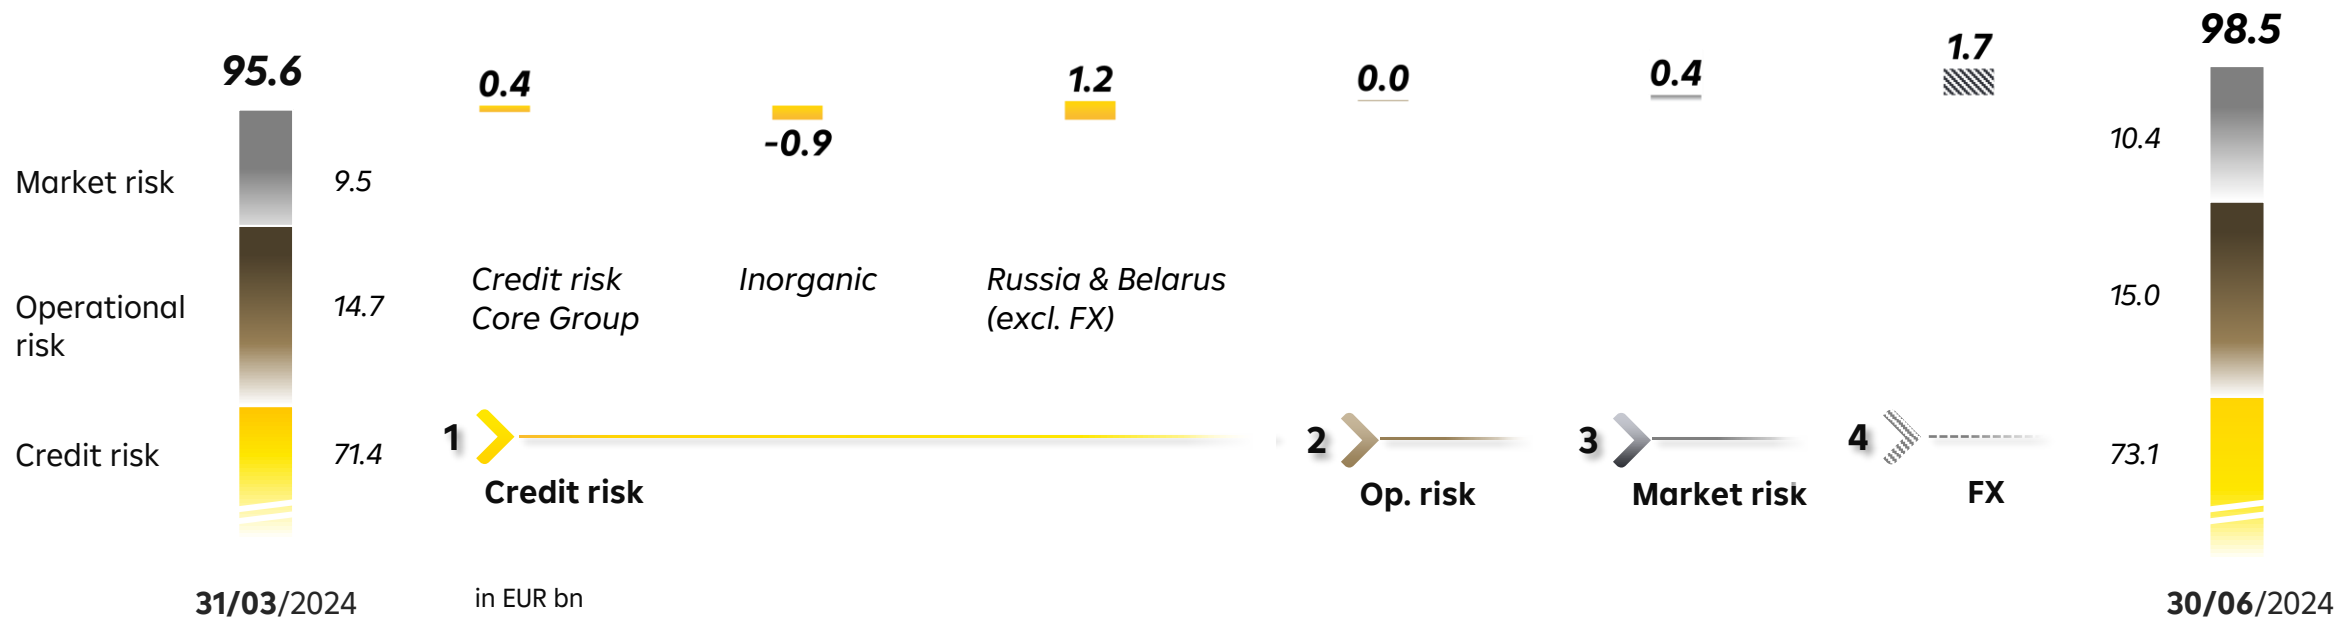 95.6
0.4
-0.9
1.2
0.0
0.4
1.7
98.5
Market risk
9.5
10.4
Operational
risk
14.7
15.0
Credit risk
71.4
73.1
Credit risk
Core Group
Inorganic
Russia & Belarus
(excl. FX)
1
Credit risk
2
Op. risk
3
Market risk
4
FX
31/03/2024
in EUR bn
30/06/2024